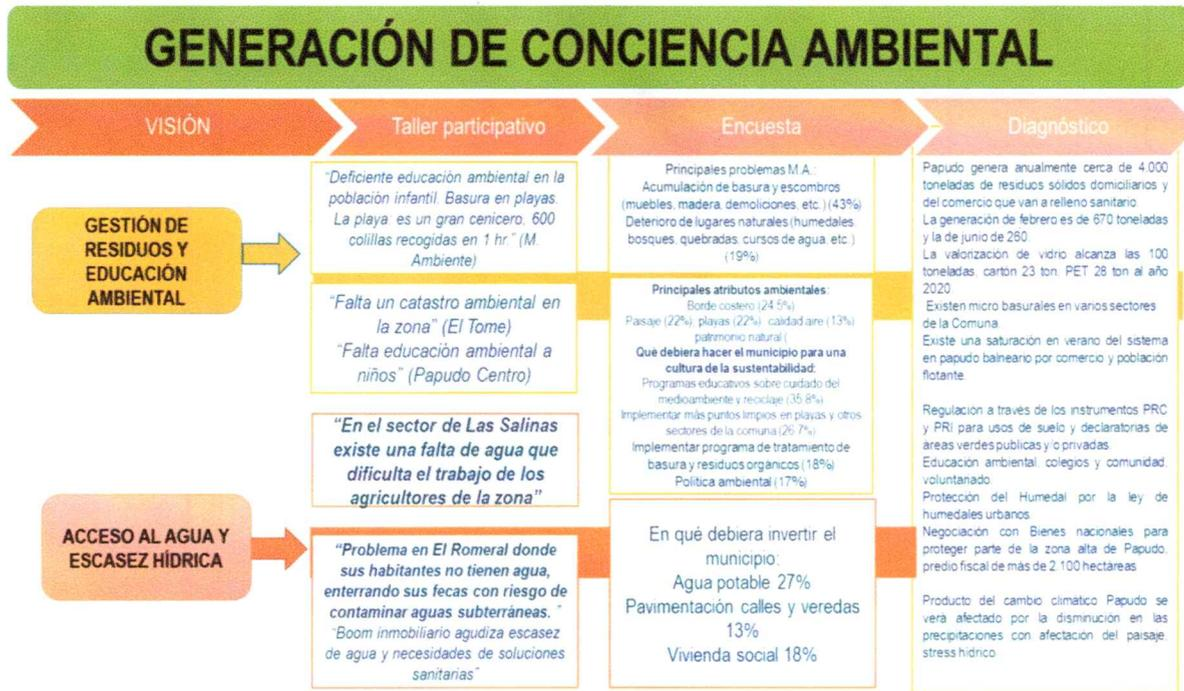 GENERACIÓN DE CONCIENCIA AMBIENTAL
VISIÓN
Taller participativo
Encuesta
Diagnóstico
GESTIÓN DE
RESIDUOS Y
EDUCACIÓN
AMBIENTAL
"Deficiente educación ambiental en la
población infantil. Basura en playas.
La playa es un gran cenicero, 600
colillas recogidas en 1 hr." (M.
Ambiente)
"Falta un catastro ambiental en
la zona" (El Tome)
"Falta educación ambiental a
niños" (Papudo Centro)
"En el sector de Las Salinas
existe una falta de agua que
dificulta el trabajo de los
agricultores de la zona"
ACCESO AL AGUA Y
ESCASEZ HÍDRICA
"Problema en El Romeral donde
sus habitantes no tienen agua,
enterrando sus fecas con riesgo de
contaminar aguas subterráneas. "
"Boom inmobiliario agudiza escasez
de agua y necesidades de soluciones
sanitarias"
Principales problemas M.A.:
Acumulación de basura y escombros
(muebles, madera, demoliciones, etc.) (43%)
Deterioro de lugares naturales (humedales,
bosques, quebradas, cursos de agua, etc.)
(19%)
Principales atributos ambientales:
Borde costero (24.5%)
Paisaje (22%), playas (22%) calidad aire (13%)
patrimonio natural (
Qué debiera hacer el municipio para una
cultura de la sustentabilidad:
Programas educativos sobre cuidado del
medioambiente y reciclaje (35.8%)
Implementar más puntos limpios en playas y otros
sectores de la comuna (26.7%)
Implementar programa de tratamiento de
basura y residuos orgánicos (18%)
Política ambiental (17%)
En qué debiera invertir el
municipio:
Agua potable 27%
Pavimentación calles y veredas
13%
Vivienda social 18%
Papudo genera anualmente cerca de 4.000
toneladas de residuos sólidos domiciliarios y
del comercio que van a relleno sanitario.
La generación de febrero es de 670 toneladas
y la de junio de 260.
La valorización de vidrio alcanza las 100
toneladas, cartón 23 ton. PET 28 ton al año
2020
Existen micro basurales en varios sectores
de la Comuna
Existe una saturación en verano del sistema
en papudo balneario por comercio y población
flotante.
Regulación a través de los instrumentos PRC
y PRI para usos de suelo y declaratorias de
áreas verdes publicas y/o privadas
Educación ambiental, colegios y comunidad,
voluntariado
Protección del Humedal por la ley de
humedales urbanos
Negociación con Bienes nacionales para
proteger parte de la zona alta de Papudo,
predio fiscal de más de 2.100 hectáreas
Producto del cambio climático Papudo se
verá afectado por la disminución en las
precipitaciones con afectación del paisaje,
stress hídrico